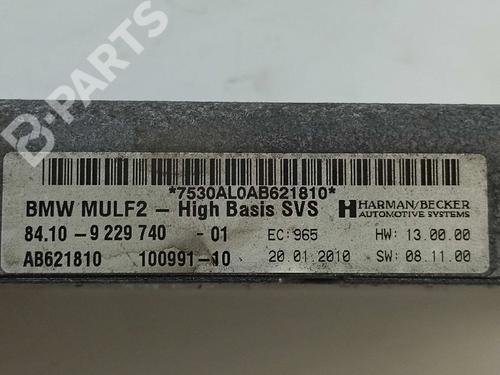 B-PARTS
*7530AL0AB621810*
BMW MULF2 – High Basis SVS HARMAN/BECKER
AUTOMOTIVE SYSTEMS
84.10 - 9 229 740 - 01 EC: 965 HW: 13.00.00
AB621810 100991-10 20.01.2010 SW: 08.11.00